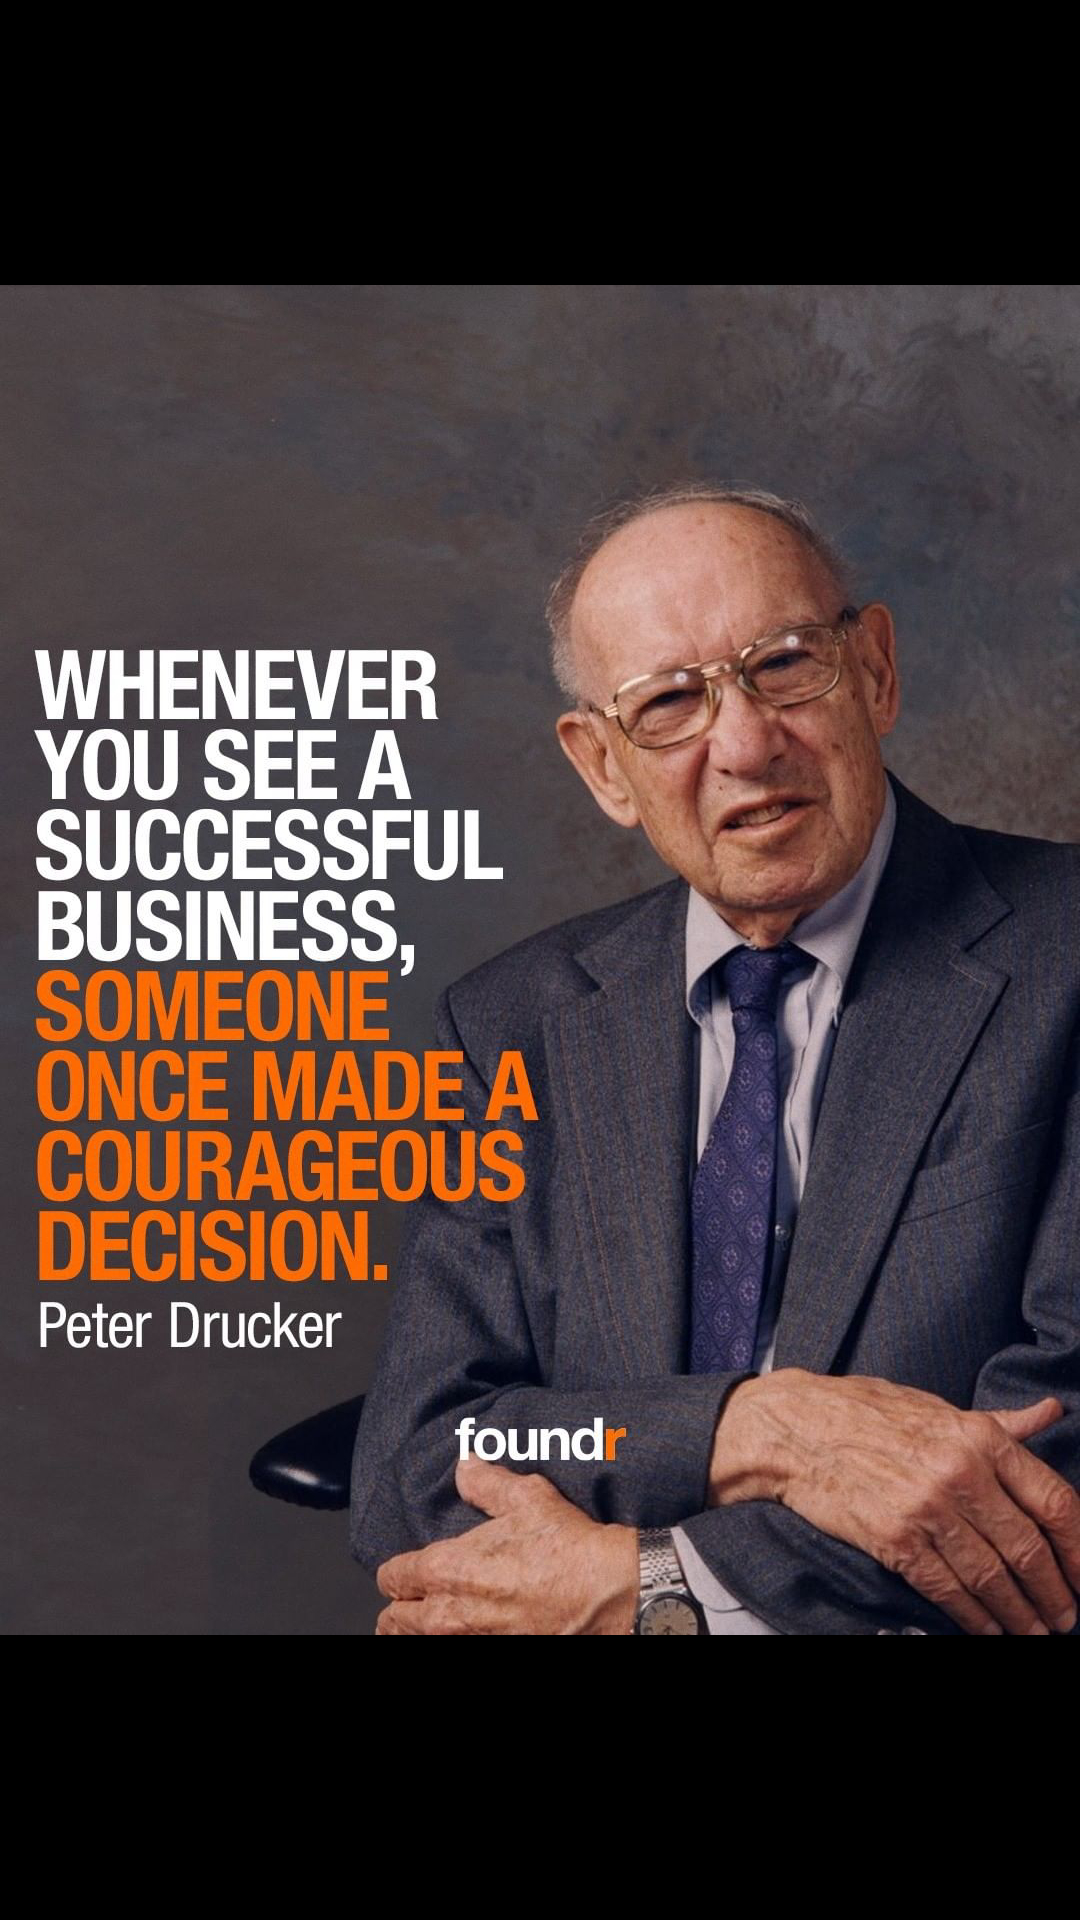 WHENEVER
YOU SEE A
SUCCESSFUL
BUSINESS,
SOMEONE
ONCE MADE A
COURAGEOUS
DECISION.
Peter Drucker
foundr